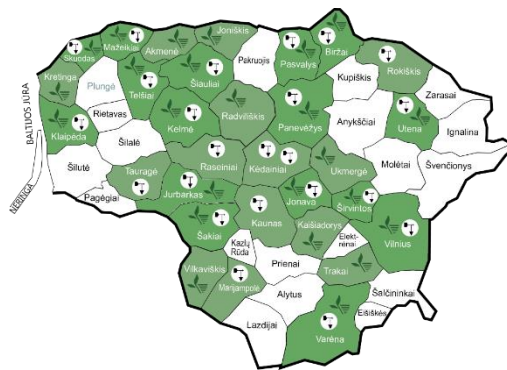 Skuodas
Mažeikiai
Akmenė
Joniškis
Pakruojis
Pasvalys
Biržai
Rokiškis
Kretinga
Plungė
Telšiai
Šiauliai
Kupiškis
Zarasai
Rietavas
Radviliškis
Panevėžys
Anykščiai
Utena
Ignalina
Klaipėda
Kelmė
BALTIJOS JŪRA
NERINGA
Šilutė
Šilalė
Raseiniai
Kėdainiai
Ukmergė
Molėtai
Švenčionys
Tauragė
Pagėgiai
Jurbarkas
Jonava
Širvintos
Šakiai
Kaunas
Kaišiadorys
Elekt-
rėnai
Vilnius
Kazlų
Rūda
Prienai
Trakai
Vilkaviškis
Marijampolė
Alytus
Šalčininkai
Eišiškės
Lazdijai
Varėna